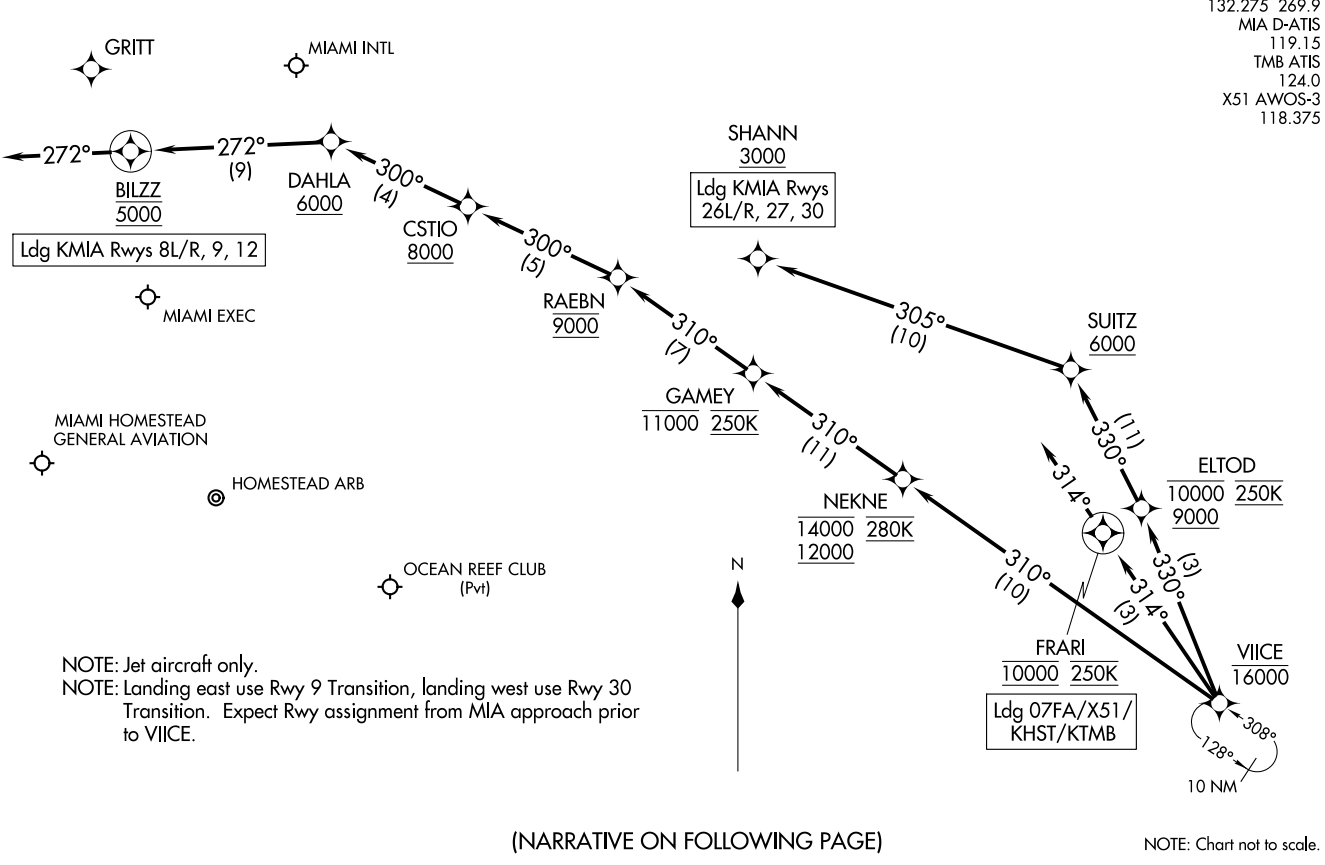 132.275 269.9
MIA D-ATIS
119.15
TMB ATIS
124.0
X51 AWOS-3
118.375
GRITT
MIAMI INTL
272°
BILZZ
5000
Ldg KMIA Rwys 8L/R, 9, 12
272°
(9)
DAHLA
6000
300°
(4)
CSTIO
8000
300°
(5)
RAEBN
9000
310°
(7)
GAMEY
11000 250K
310°
(11)
NEKNE
14000 280K
12000
310°
(10)
SHANN
3000
Ldg KMIA Rwys
26L/R, 27, 30
305°
(10)
SUITZ
6000
(11)
330°
ELTOD
10000 250K
9000
(3)
330°
314°
314°
(3)
FRARI
10000 250K
Ldg 07FA/X51/
KHST/KTMB
VIICE
16000
308°
128°
10 NM
MIAMI EXEC
MIAMI HOMESTEAD
GENERAL AVIATION
HOMESTEAD ARB
OCEAN REEF CLUB
(Pvt)
N
NOTE: Jet aircraft only.
NOTE: Landing east use Rwy 9 Transition, landing west use Rwy 30
Transition. Expect Rwy assignment from MIA approach prior
to VIICE.
(NARRATIVE ON FOLLOWING PAGE)
NOTE: Chart not to scale.